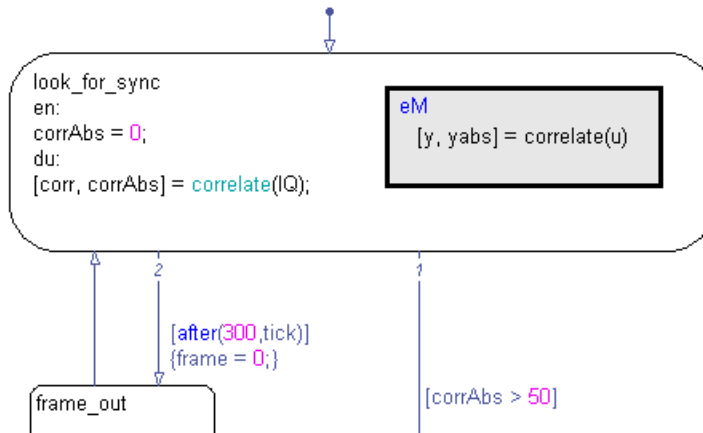 look_for_sync
en:
corrAbs = 0;
du:
[corr, corrAbs] = correlate(IQ);
eM
[y, yabs] = correlate(u)
2
1
[after(300,tick)]
{frame = 0;}
[corrAbs > 50]
frame_out